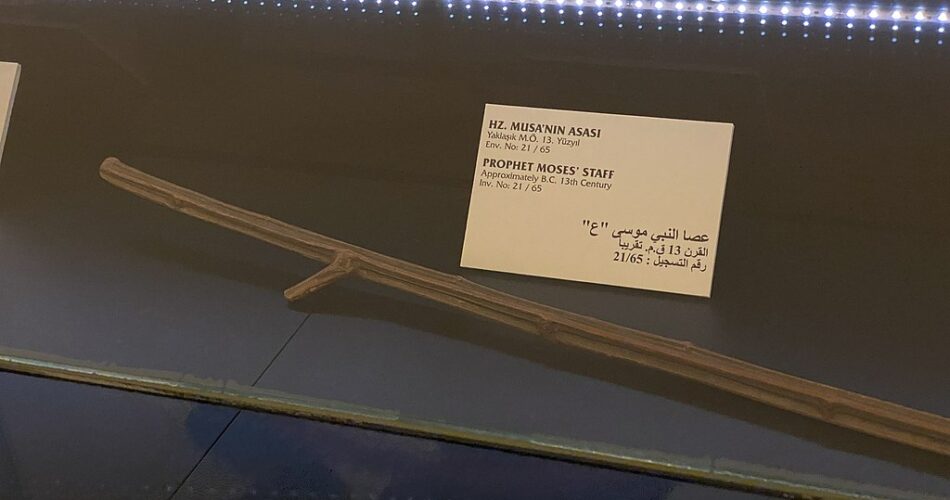 HZ. MUSA'NIN ASASI
Yaklaşık M.Ö. 13. Yüzyıl
Env. No: 21 / 65
PROPHET MOSES' STAFF
Approximately B.C. 13th Century
Inv. No: 21 / 65
عصا النبي موسى "ع"
القرن 13 ق.م. تقريبا
رقم التسجيل : 21/65